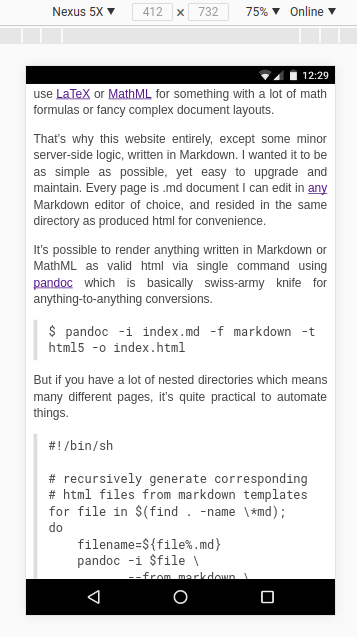 Nexus 5X ▼ 412 × 732 75% ▼ Online ▼
12:29
use LaTeX or MathML for something with a lot of math
formulas or fancy complex document layouts.
That’s why this website entirely, except some minor
server-side logic, written in Markdown. I wanted it to be
as simple as possible, yet easy to upgrade and
maintain. Every page is .md document I can edit in any
Markdown editor of choice, and resided in the same
directory as produced html for convenience.
It’s possible to render anything written in Markdown or
MathML as valid html via single command using
pandoc which is basically swiss-army knife for
anything-to-anything conversions.
$ pandoc -i index.md -f markdown -t
html5 -o index.html
But if you have a lot of nested directories which means
many different pages, it’s quite practical to automate
things.
#!/bin/sh
# recursively generate corresponding
# html files from markdown templates
for file in $(find . -name \*md);
do
filename=${file%.md}
pandoc -i $file \
--from markdown \